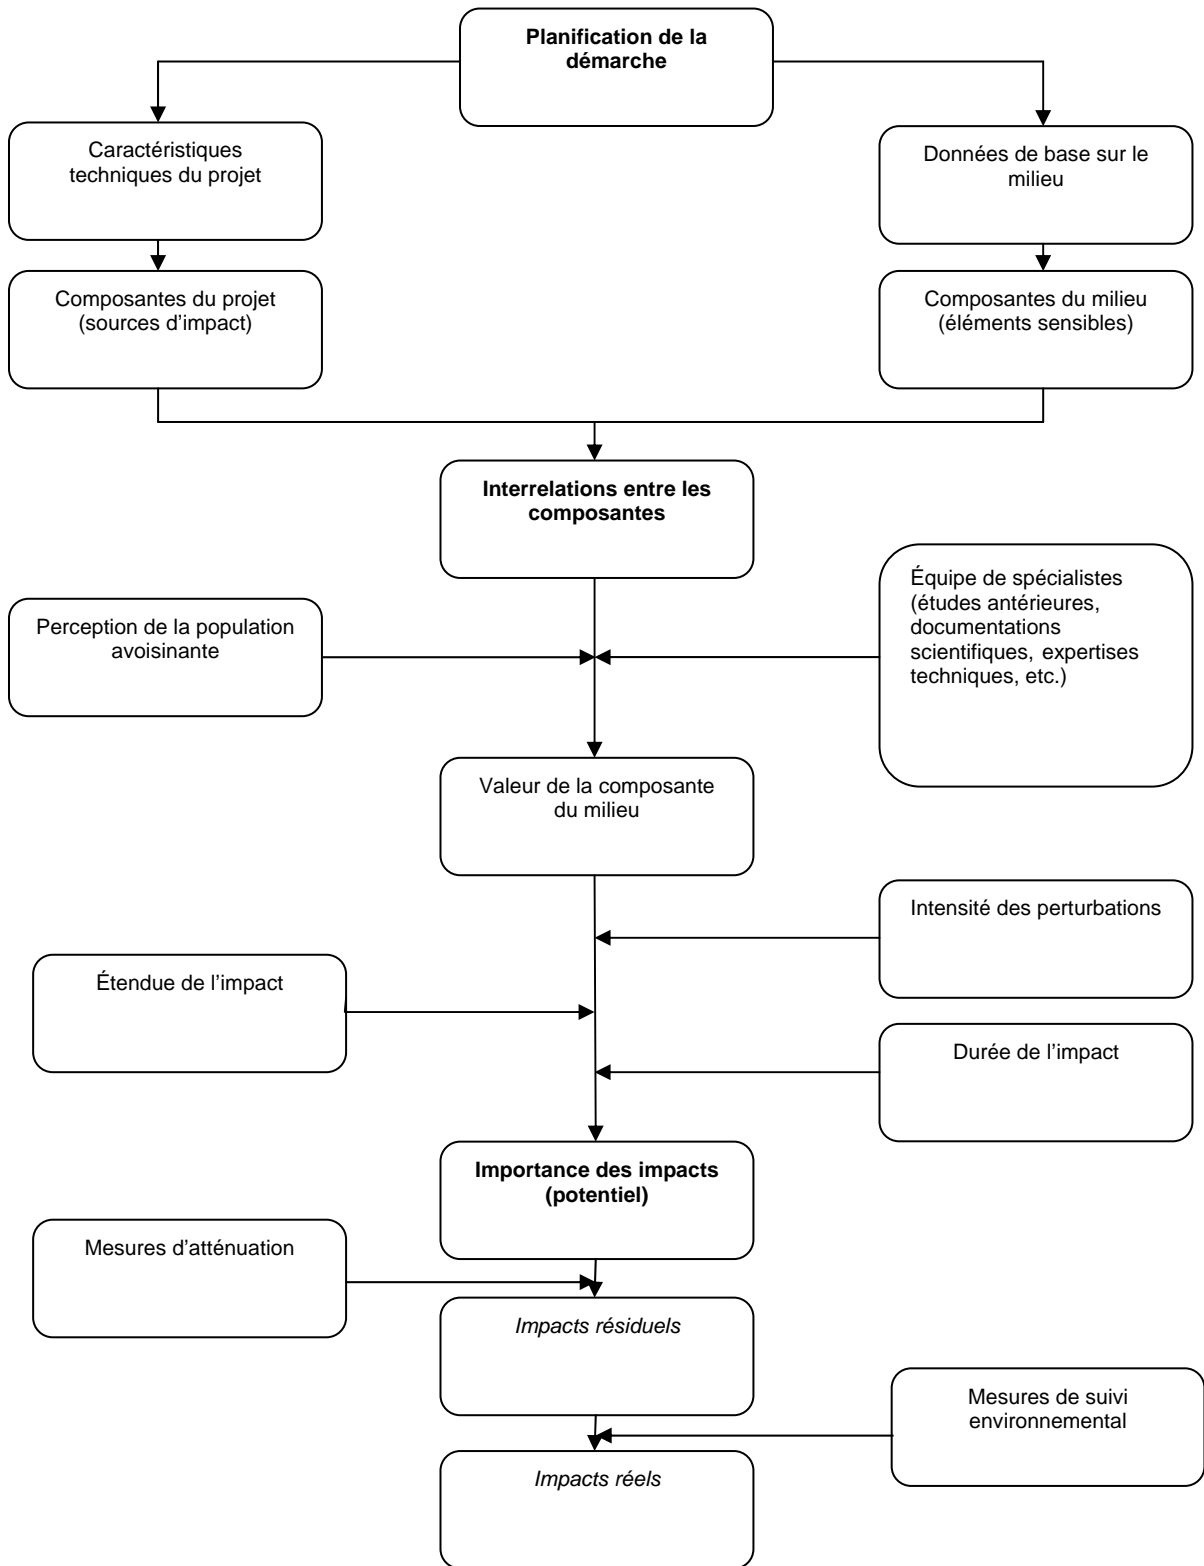 Planification de la
démarche
Caractéristiques
techniques du projet
Données de base sur le
milieu
Composantes du projet
(sources d'impact)
Composantes du milieu
(éléments sensibles)
Interrelations entre les
composantes
Perception de la population
avoisinante
Équipe de spécialistes
(études antérieures,
documentations
scientifiques, expertises
techniques, etc.)
Valeur de la composante
du milieu
Intensité des perturbations
Étendue de l'impact
Durée de l'impact
Importance des impacts
(potentiel)
Mesures d'atténuation
Impacts résiduels
Mesures de suivi
environnemental
Impacts réels